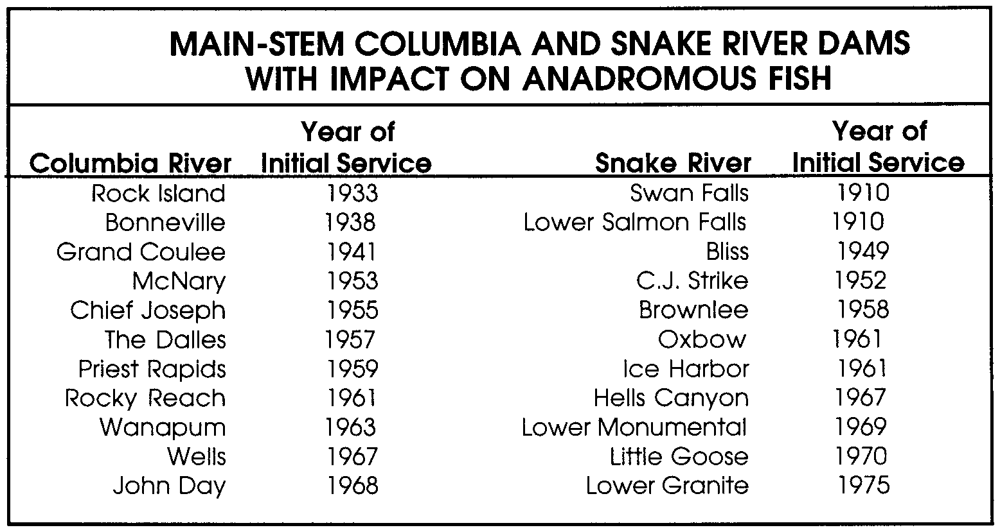 MAIN-STEM COLUMBIA AND SNAKE RIVER DAMS
WITH IMPACT ON ANADROMOUS FISH
Year of Year of
Columbia River Initial Service Snake River Initial Service
Rock Island 1933 Swan Falls 1910
Bonneville 1938 Lower Salmon Falls 1910
Grand Coulee 1941 Bliss 1949
McNary 1953 C.J. Strike 1952
Chief Joseph 1955 Brownlee 1958
The Dalles 1957 Oxbow 1961
Priest Rapids 1959 Ice Harbor 1961
Rocky Reach 1961 Hells Canyon 1967
Wanapum 1963 Lower Monumental 1969
Wells 1967 Little Goose 1970
John Day 1968 Lower Granite 1975